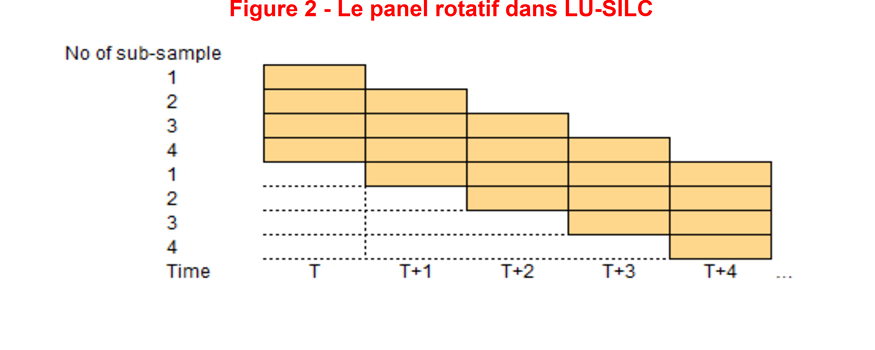 Figure 2 - Le panel rotatif dans LU-SILC
No of sub-sample
1
2
3
4
1
2
3
4
Time T T+1 T+2 T+3 T+4 ...